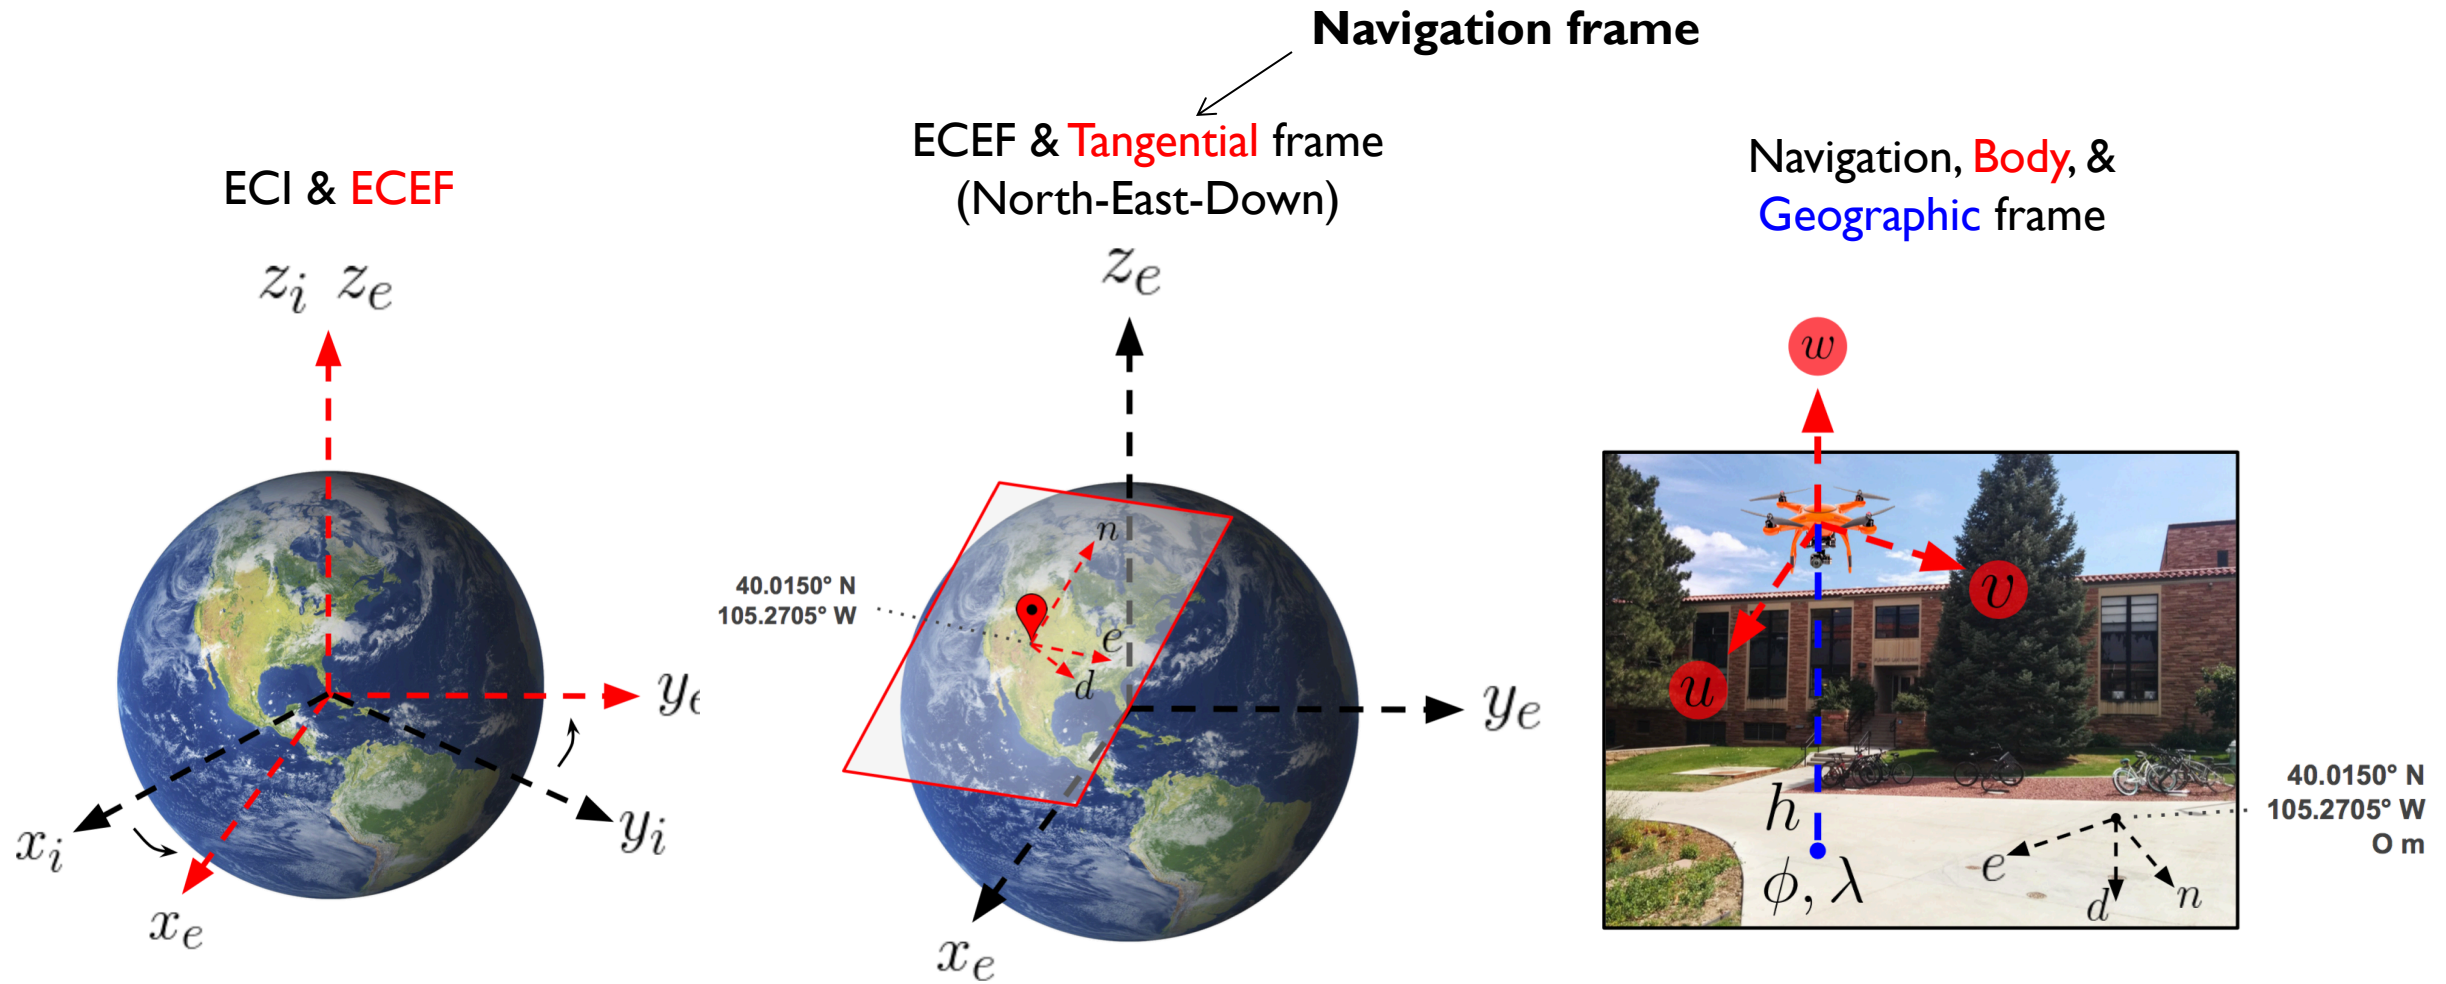 Navigation frame
ECI & ECEF
z_i z_e
y_e
y_i
x_i
x_e
ECEF & Tangential frame
(North-East-Down)
z_e
n
e
d
40.0150° N
105.2705° W
y_e
x_e
Navigation, Body, &
Geographic frame
w
v
u
h
ϕ, λ
e
d
n
40.0150° N
105.2705° W
O m